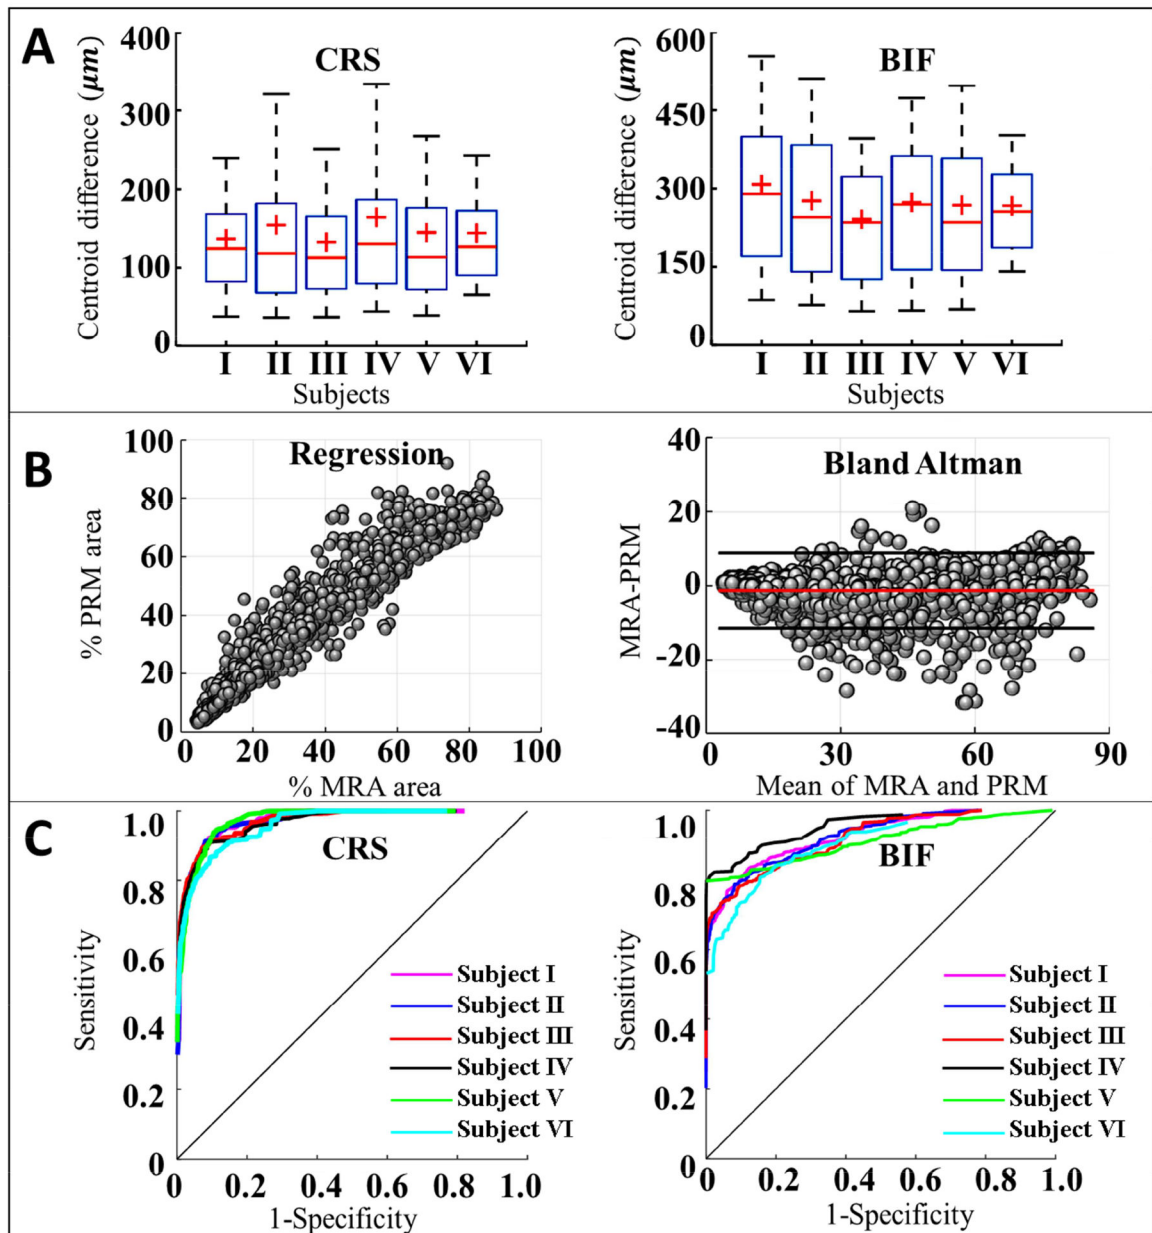 A
CRS
Centroid difference (μm)
400
300
200
100
0
I II III IV V VI
Subjects
BIF
Centroid difference (μm)
600
450
300
150
0
I II III IV V VI
Subjects
B
Regression
% PRM area
100
80
60
40
20
0
0 20 40 60 80 100
% MRA area
Bland Altman
MRA-PRM
40
20
0
-20
-40
0 30 60 90
Mean of MRA and PRM
C
CRS
Sensitivity
1.0
0.8
0.6
0.4
0.2
0
Subject I
Subject II
Subject III
Subject IV
Subject V
Subject VI
0 0.2 0.4 0.6 0.8 1.0
1-Specificity
BIF
Sensitivity
1.0
0.8
0.6
0.4
0.2
0
Subject I
Subject II
Subject III
Subject IV
Subject V
Subject VI
0 0.2 0.4 0.6 0.8 1.0
1-Specificity